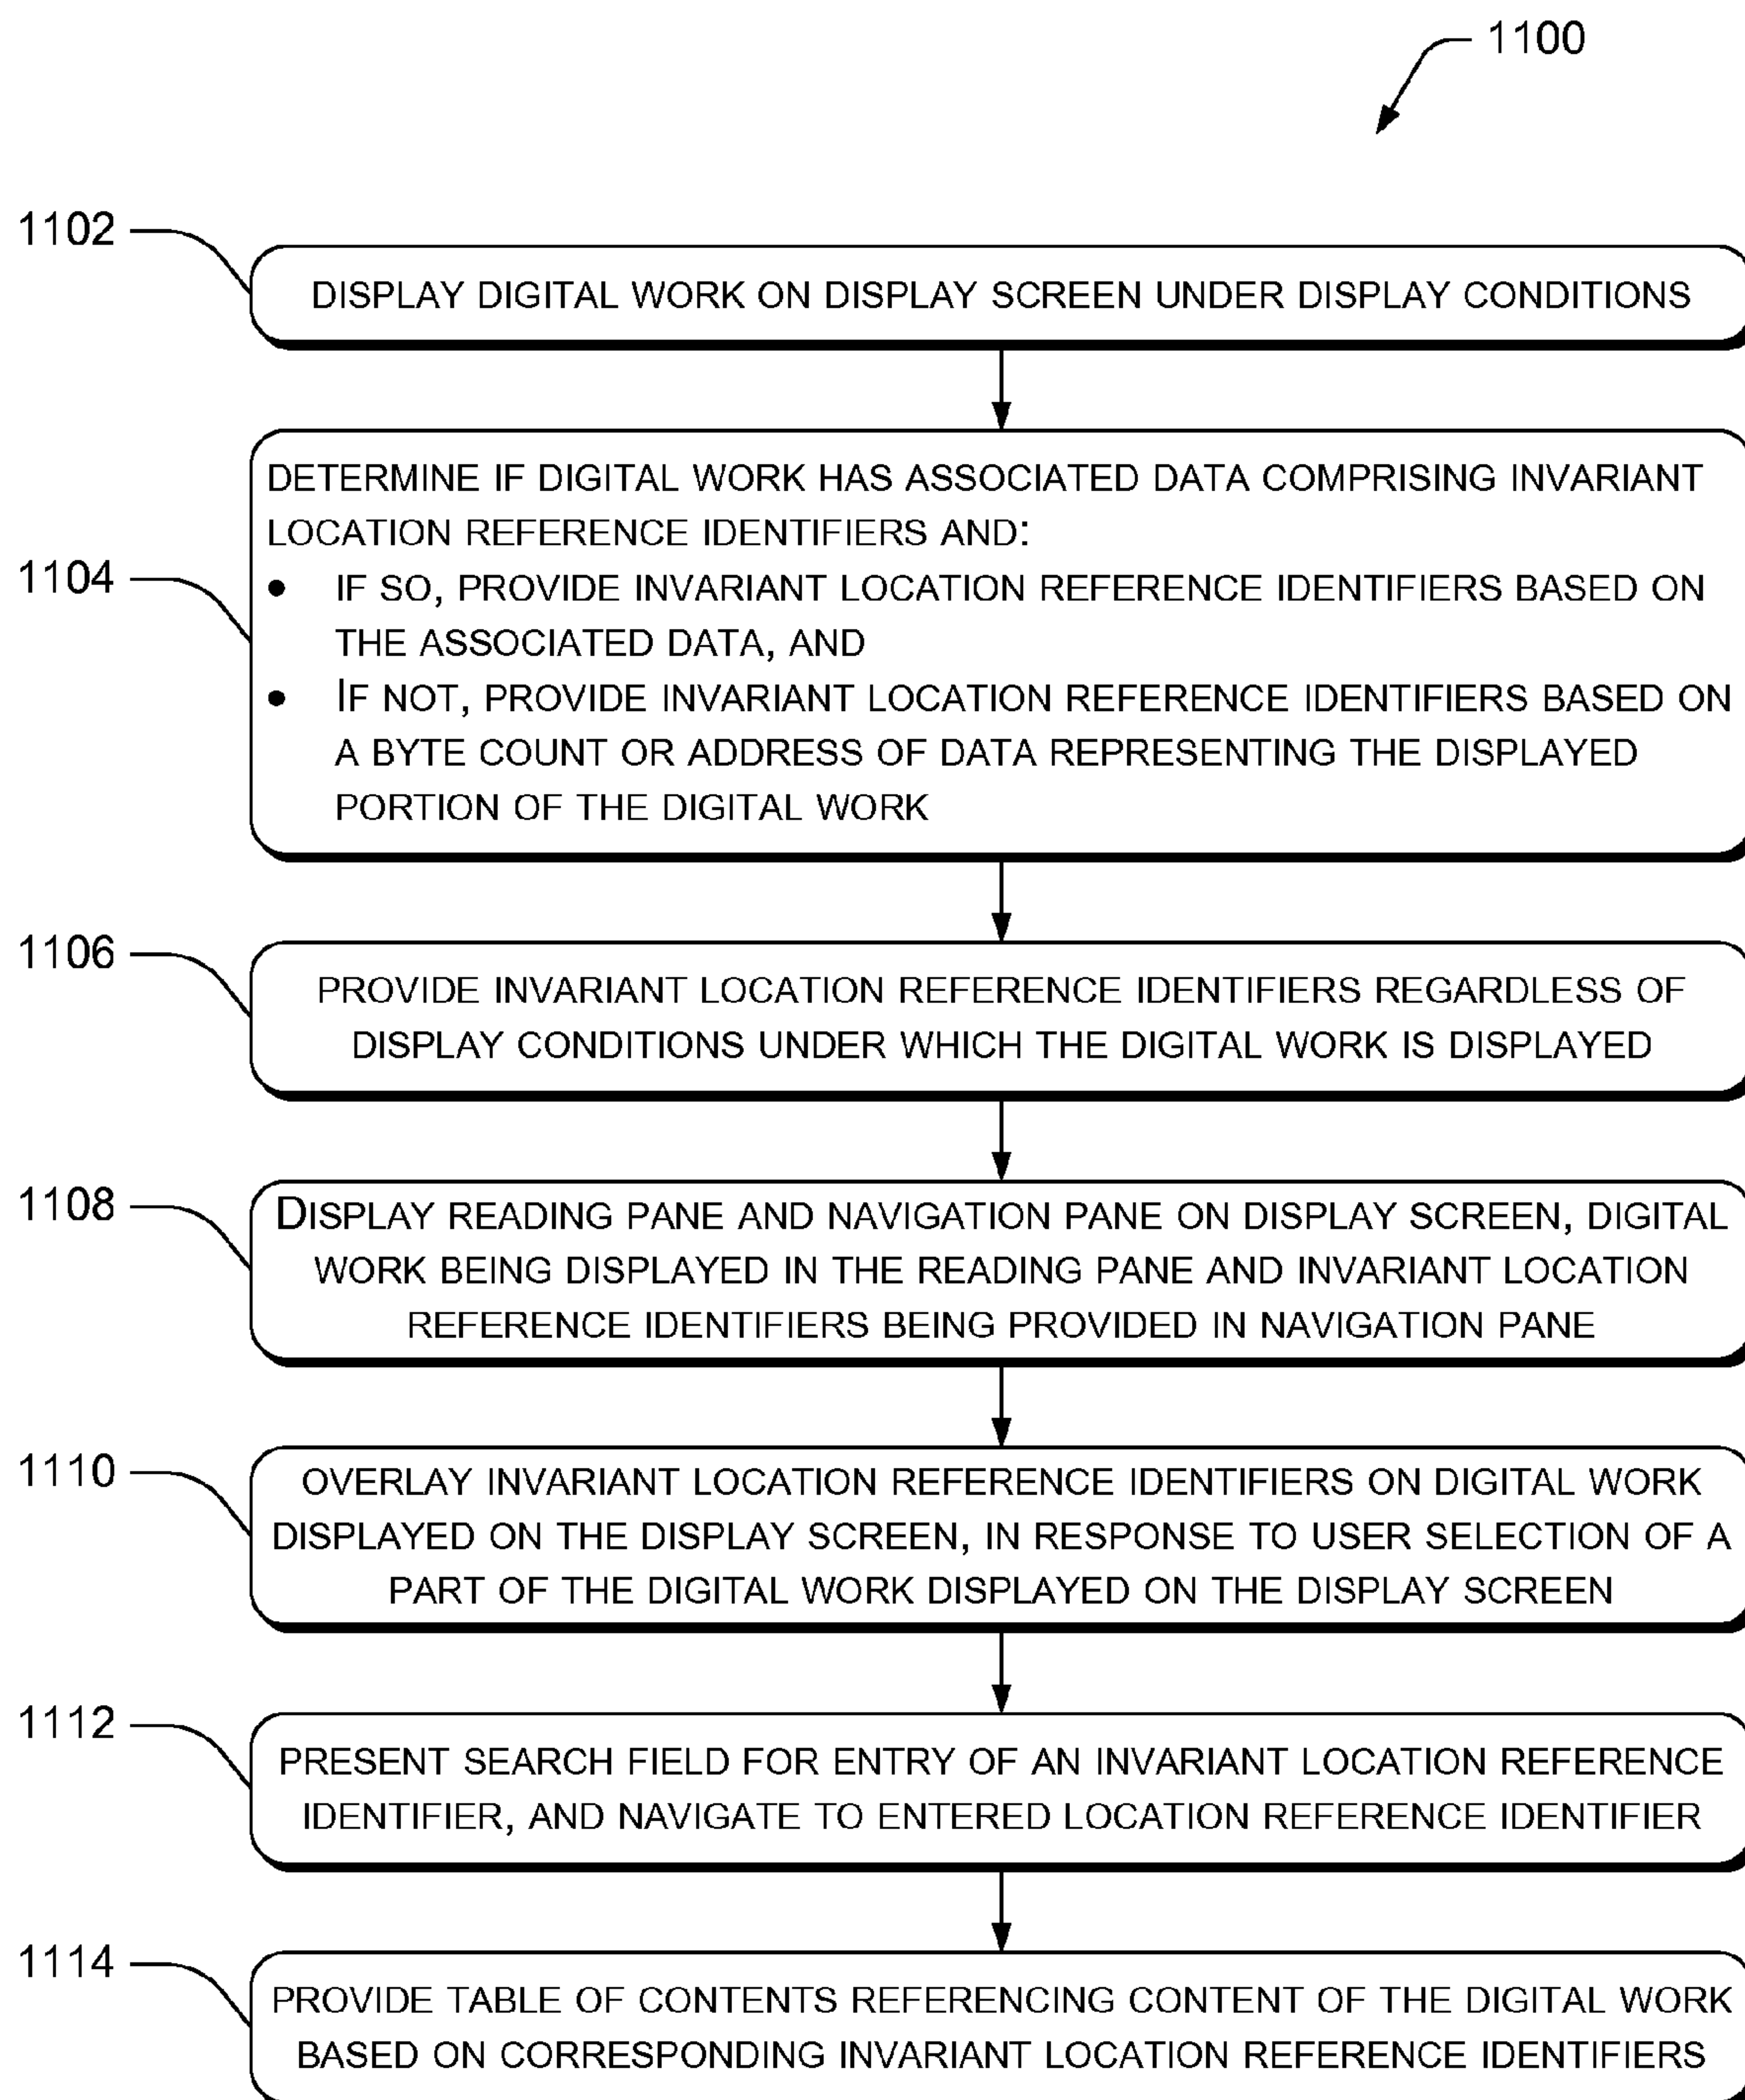 1100
1102
DISPLAY DIGITAL WORK ON DISPLAY SCREEN UNDER DISPLAY CONDITIONS
DETERMINE IF DIGITAL WORK HAS ASSOCIATED DATA COMPRISING INVARIANT
LOCATION REFERENCE IDENTIFIERS AND:
1104
• IF SO, PROVIDE INVARIANT LOCATION REFERENCE IDENTIFIERS BASED ON
THE ASSOCIATED DATA, AND
• IF NOT, PROVIDE INVARIANT LOCATION REFERENCE IDENTIFIERS BASED ON
A BYTE COUNT OR ADDRESS OF DATA REPRESENTING THE DISPLAYED
PORTION OF THE DIGITAL WORK
1106
PROVIDE INVARIANT LOCATION REFERENCE IDENTIFIERS REGARDLESS OF
DISPLAY CONDITIONS UNDER WHICH THE DIGITAL WORK IS DISPLAYED
1108
DISPLAY READING PANE AND NAVIGATION PANE ON DISPLAY SCREEN, DIGITAL
WORK BEING DISPLAYED IN THE READING PANE AND INVARIANT LOCATION
REFERENCE IDENTIFIERS BEING PROVIDED IN NAVIGATION PANE
1110
OVERLAY INVARIANT LOCATION REFERENCE IDENTIFIERS ON DIGITAL WORK
DISPLAYED ON THE DISPLAY SCREEN, IN RESPONSE TO USER SELECTION OF A
PART OF THE DIGITAL WORK DISPLAYED ON THE DISPLAY SCREEN
1112
PRESENT SEARCH FIELD FOR ENTRY OF AN INVARIANT LOCATION REFERENCE
IDENTIFIER, AND NAVIGATE TO ENTERED LOCATION REFERENCE IDENTIFIER
1114
PROVIDE TABLE OF CONTENTS REFERENCING CONTENT OF THE DIGITAL WORK
BASED ON CORRESPONDING INVARIANT LOCATION REFERENCE IDENTIFIERS